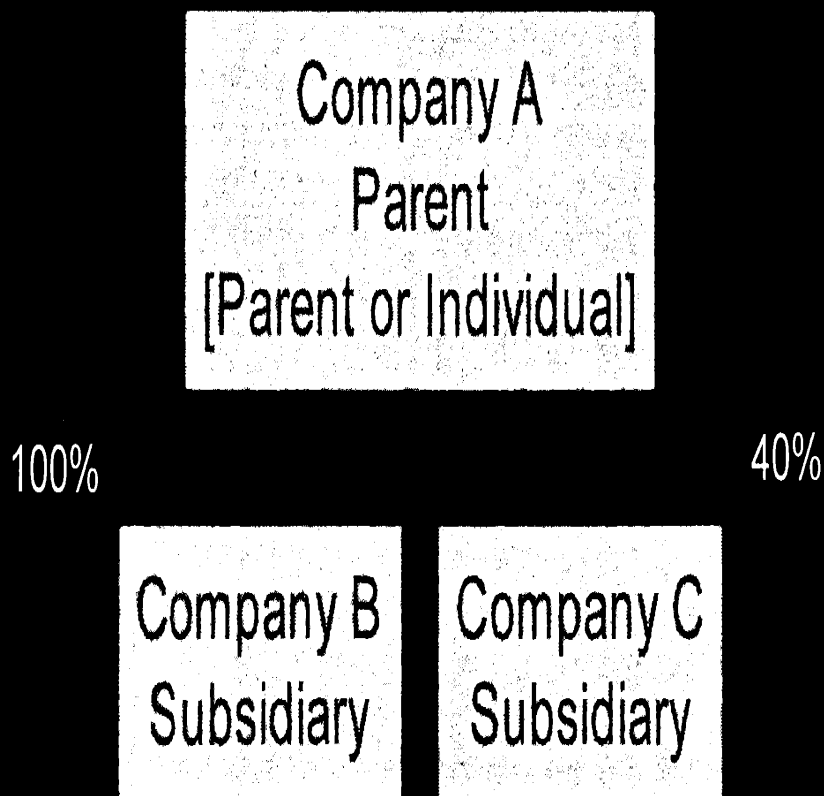 Company A
Parent
[Parent or Individual]
100%
40%
Company B
Subsidiary
Company C
Subsidiary